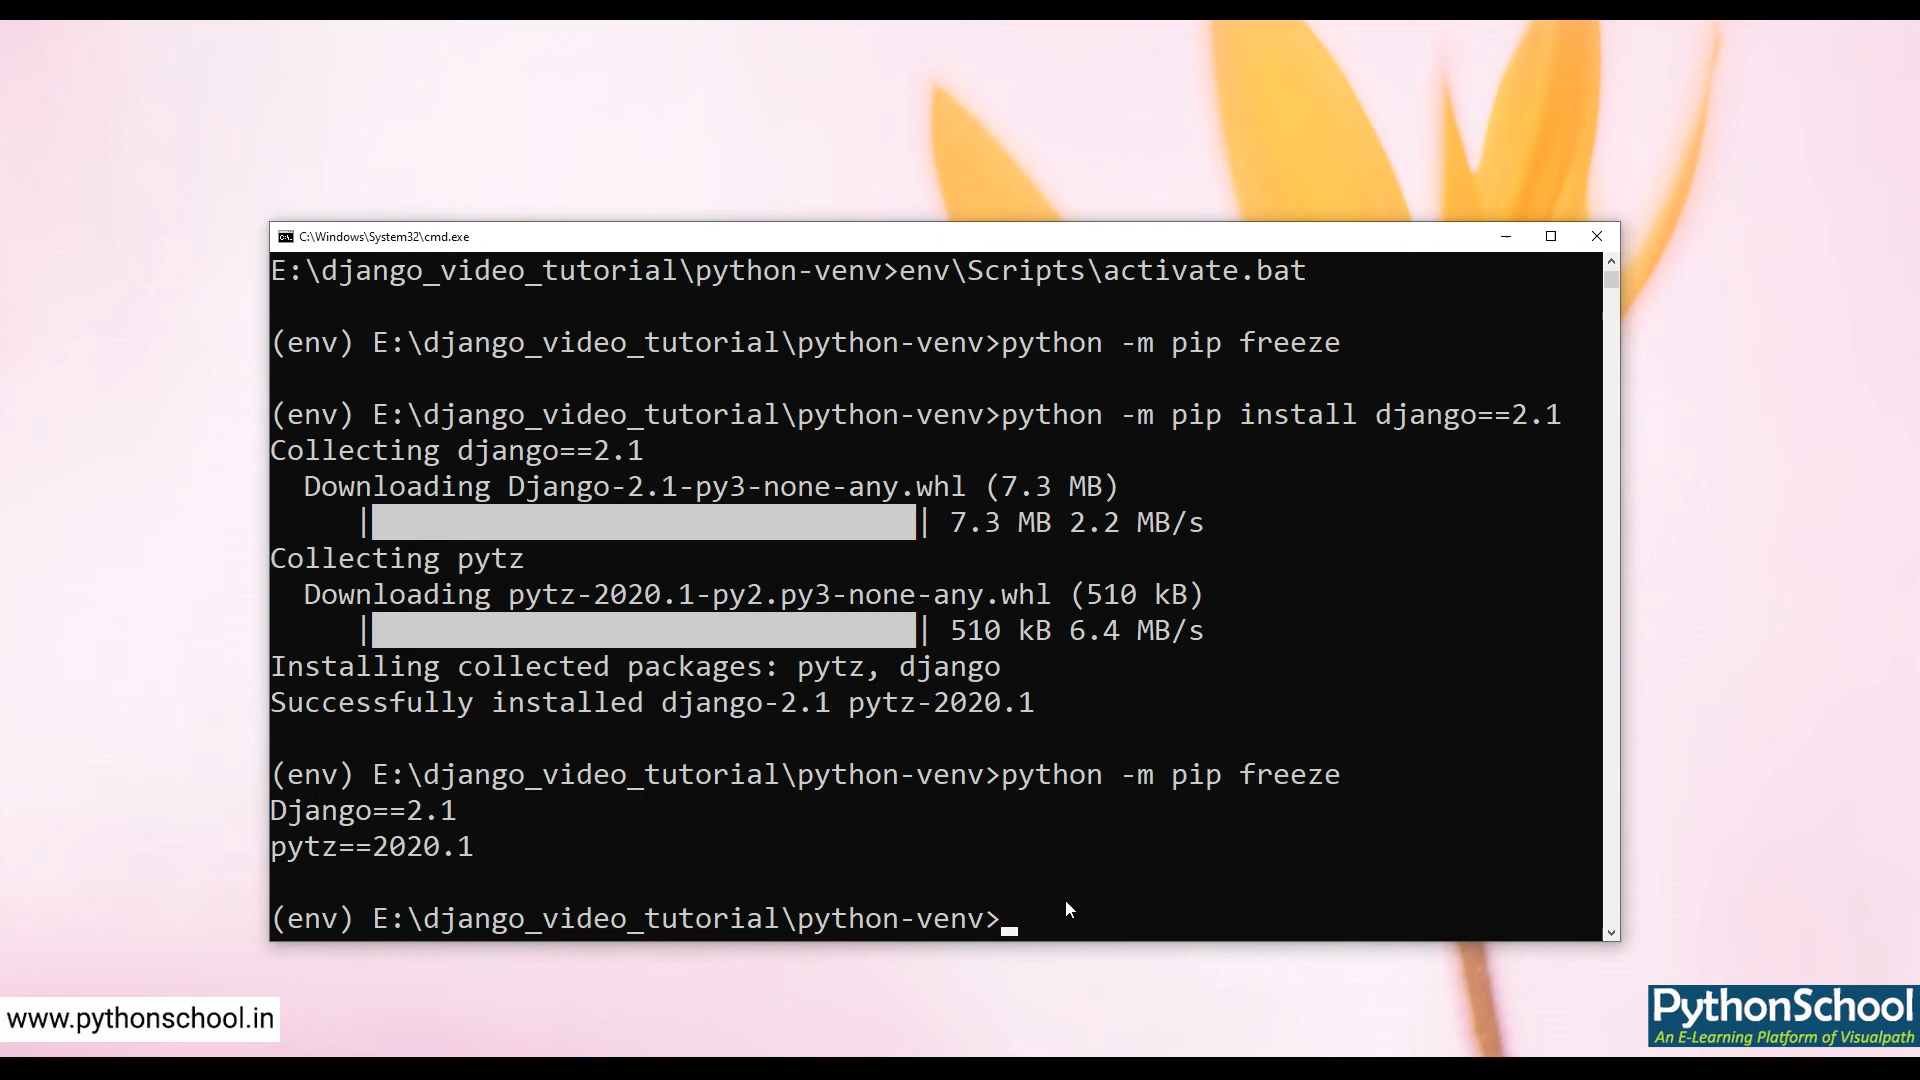 C:\Windows\System32\cmd.exe
E:\django_video_tutorial\python-venv>env\Scripts\activate.bat
(env) E:\django_video_tutorial\python-venv>python -m pip freeze
(env) E:\django_video_tutorial\python-venv>python -m pip install django==2.1
Collecting django==2.1
Downloading Django-2.1-py3-none-any.whl (7.3 MB)
| | 7.3 MB 2.2 MB/s
Collecting pytz
Downloading pytz-2020.1-py2.py3-none-any.whl (510 kB)
| | 510 kB 6.4 MB/s
Installing collected packages: pytz, django
Successfully installed django-2.1 pytz-2020.1
(env) E:\django_video_tutorial\python-venv>python -m pip freeze
Django==2.1
pytz==2020.1
(env) E:\django_video_tutorial\python-venv>
www.pythonschool.in
PythonSchool
An E-Learning Platform of Visualpath